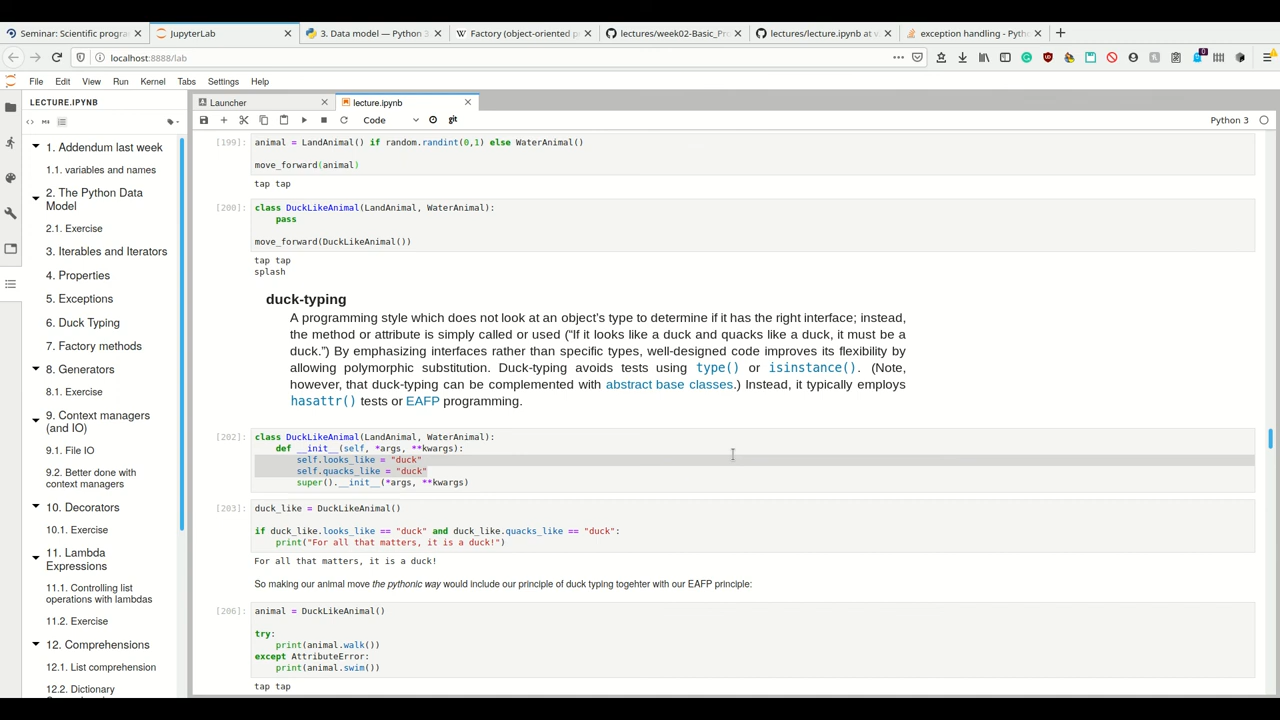 Seminar: Scientific progra
JupyterLab
3. Data model — Python 3
Factory (object-oriented p
lectures/week02-Basic_Pr
lectures/lecture.ipynb at v
exception handling - Pyth
localhost:8888/lab
File Edit View Run Kernel Tabs Settings Help
LECTURE.IPYNB
Launcher
lecture.ipynb
Code
git
Python 3
1. Addendum last week
1.1. variables and names
2. The Python Data
Model
2.1. Exercise
3. Iterables and Iterators
4. Properties
5. Exceptions
6. Duck Typing
7. Factory methods
8. Generators
8.1. Exercise
9. Context managers
(and IO)
9.1. File IO
9.2. Better done with
context managers
10. Decorators
10.1. Exercise
11. Lambda
Expressions
11.1. Controlling list
operations with lambdas
11.2. Exercise
12. Comprehensions
12.1. List comprehension
12.2. Dictionary
[199]: animal = LandAnimal() if random.randint(0,1) else WaterAnimal()
move_forward(animal)
tap tap
[200]: class DuckLikeAnimal(LandAnimal, WaterAnimal):
pass
move_forward(DuckLikeAnimal())
tap tap
splash
duck-typing
A programming style which does not look at an object's type to determine if it has the right interface; instead,
the method or attribute is simply called or used (“If it looks like a duck and quacks like a duck, it must be a
duck.”) By emphasizing interfaces rather than specific types, well-designed code improves its flexibility by
allowing polymorphic substitution. Duck-typing avoids tests using type() or isinstance(). (Note,
however, that duck-typing can be complemented with abstract base classes.) Instead, it typically employs
hasattr() tests or EAFP programming.
[202]: class DuckLikeAnimal(LandAnimal, WaterAnimal):
def __init__(self, *args, **kwargs):
self.looks_like = "duck"
self.quacks_like = "duck"
super().__init__(*args, **kwargs)
[203]: duck_like = DuckLikeAnimal()
if duck_like.looks_like == "duck" and duck_like.quacks_like == "duck":
print("For all that matters, it is a duck!")
For all that matters, it is a duck!
So making our animal move the pythonic way would include our principle of duck typing togehter with our EAFP principle:
[206]: animal = DuckLikeAnimal()
try:
print(animal.walk())
except AttributeError:
print(animal.swim())
tap tap